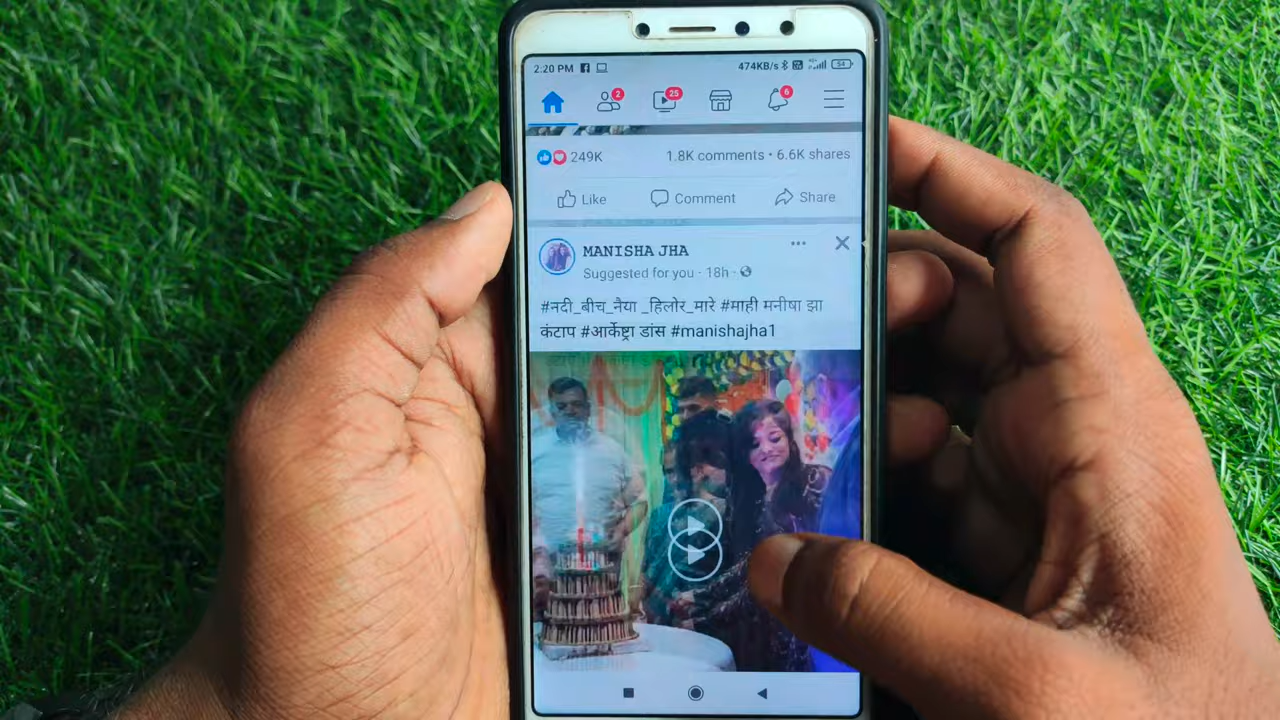 2:20 PM 474KB/s 54
2 25 6
249K 1.8K comments • 6.6K shares
Like Comment Share
MANISHA JHA
Suggested for you · 18h ·
#नदी_बीच_नैया _हिलोर_मारे #माही मनीषा झा
कंटाप #आर्केष्ट्रा डांस #manishajha1